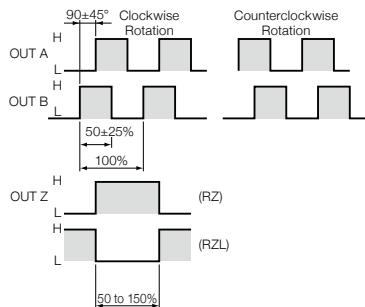 90±45° Clockwise Rotation Counterclockwise Rotation
H
OUT A
L
H
OUT B
L
50±25%
100%
H
OUT Z (RZ)
L
H
(RZL)
L
50 to 150%